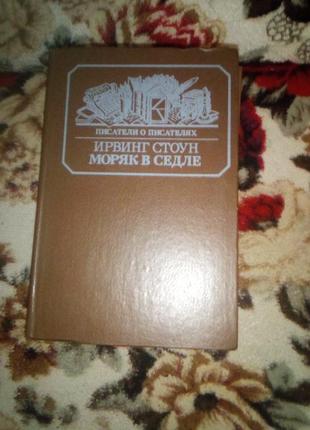 ПИСАТЕЛИ О ПИСАТЕЛЯХ
ИРВИНГ СТОУН
МОРЯК В СЕДЛЕ